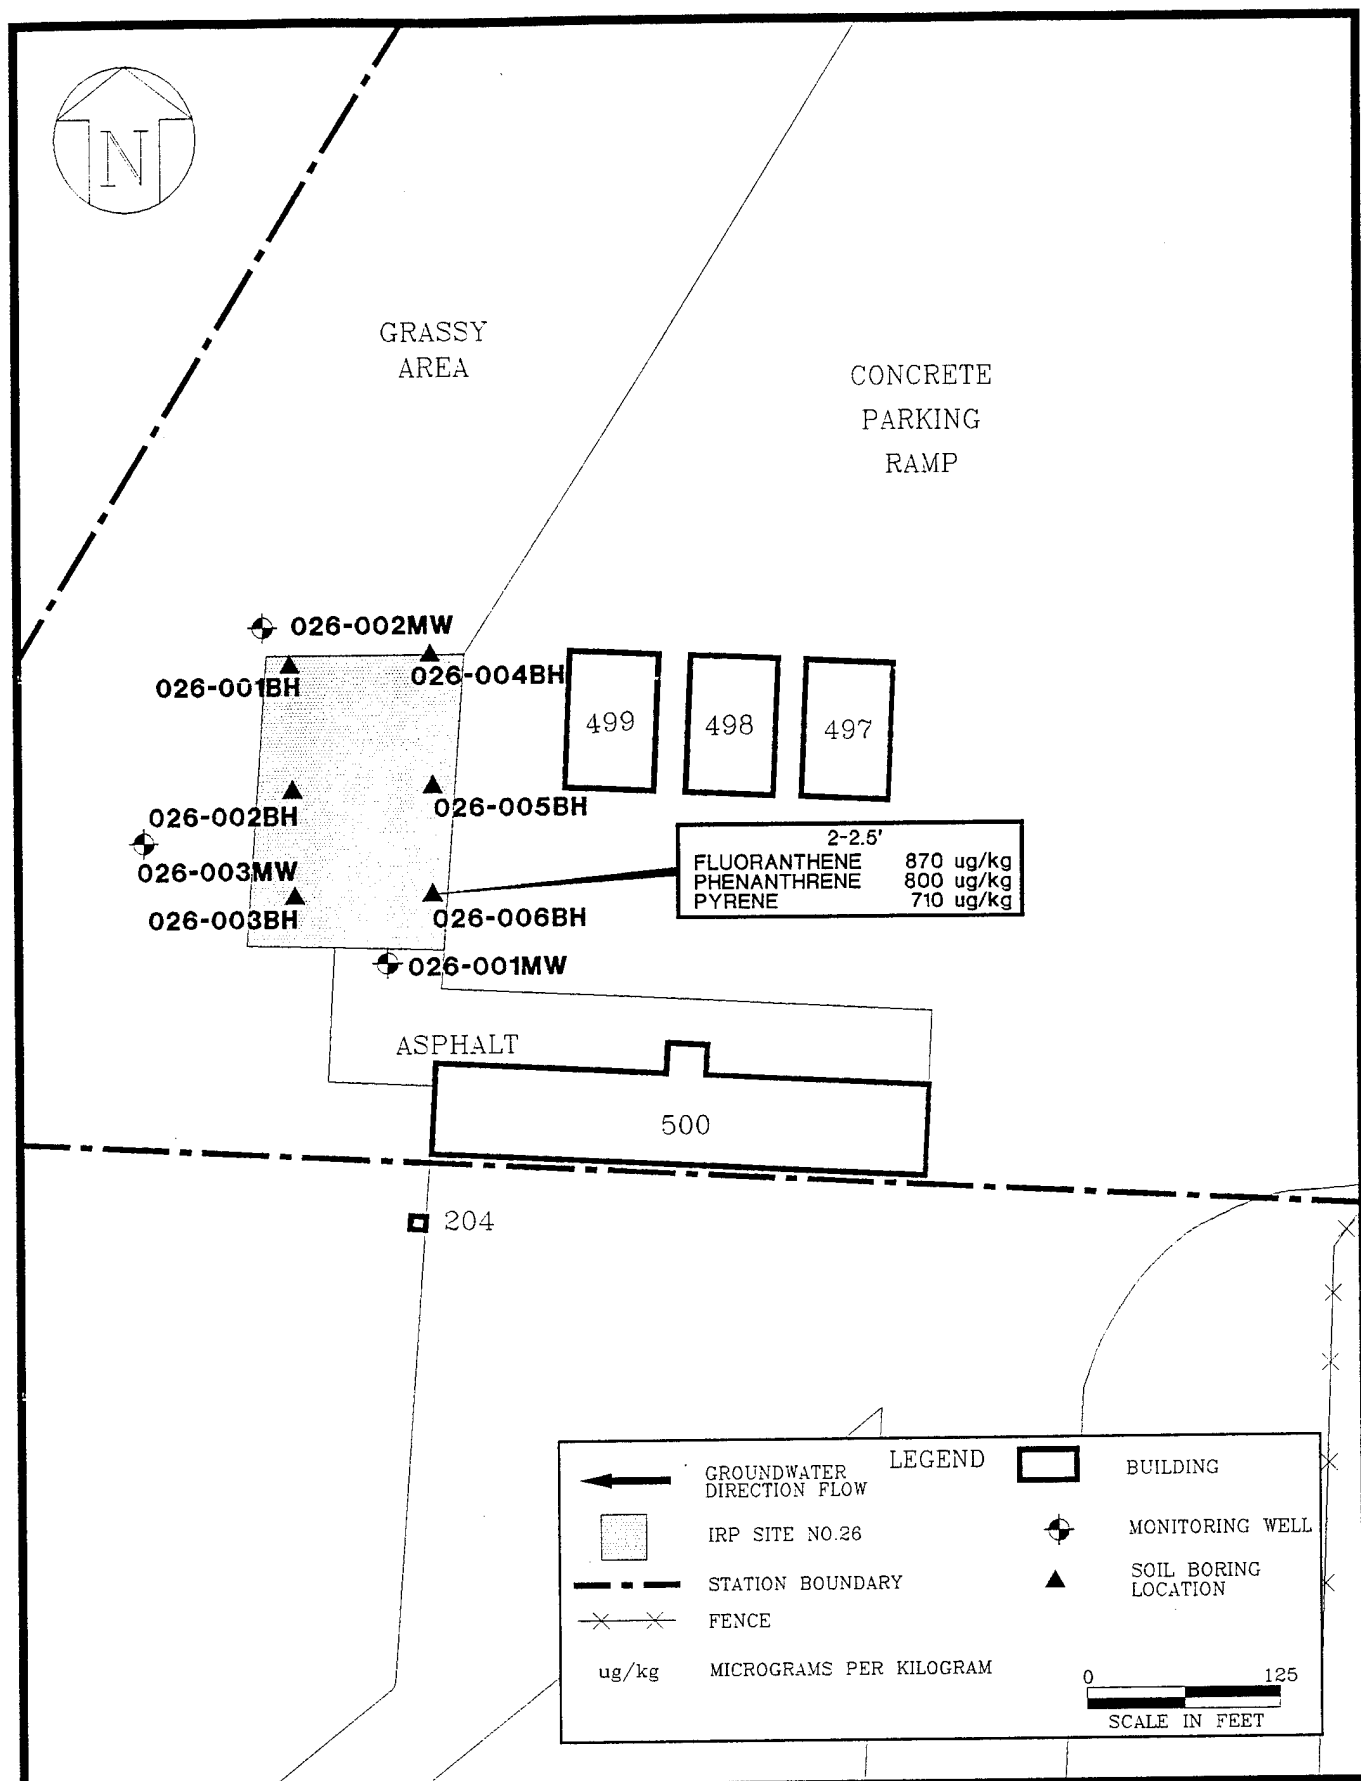 N
GRASSY
AREA
CONCRETE
PARKING
RAMP
026-002MW
026-001BH
026-004BH
499
498
497
026-002BH
026-005BH
026-003MW
026-003BH
026-006BH
2-2.5'
FLUORANTHENE 870 ug/kg
PHENANTHRENE 800 ug/kg
PYRENE 710 ug/kg
026-001MW
ASPHALT
500
204
LEGEND
GROUNDWATER
DIRECTION FLOW
BUILDING
IRP SITE NO.26
MONITORING WELL
STATION BOUNDARY
SOIL BORING
LOCATION
FENCE
ug/kg MICROGRAMS PER KILOGRAM
0 125
SCALE IN FEET